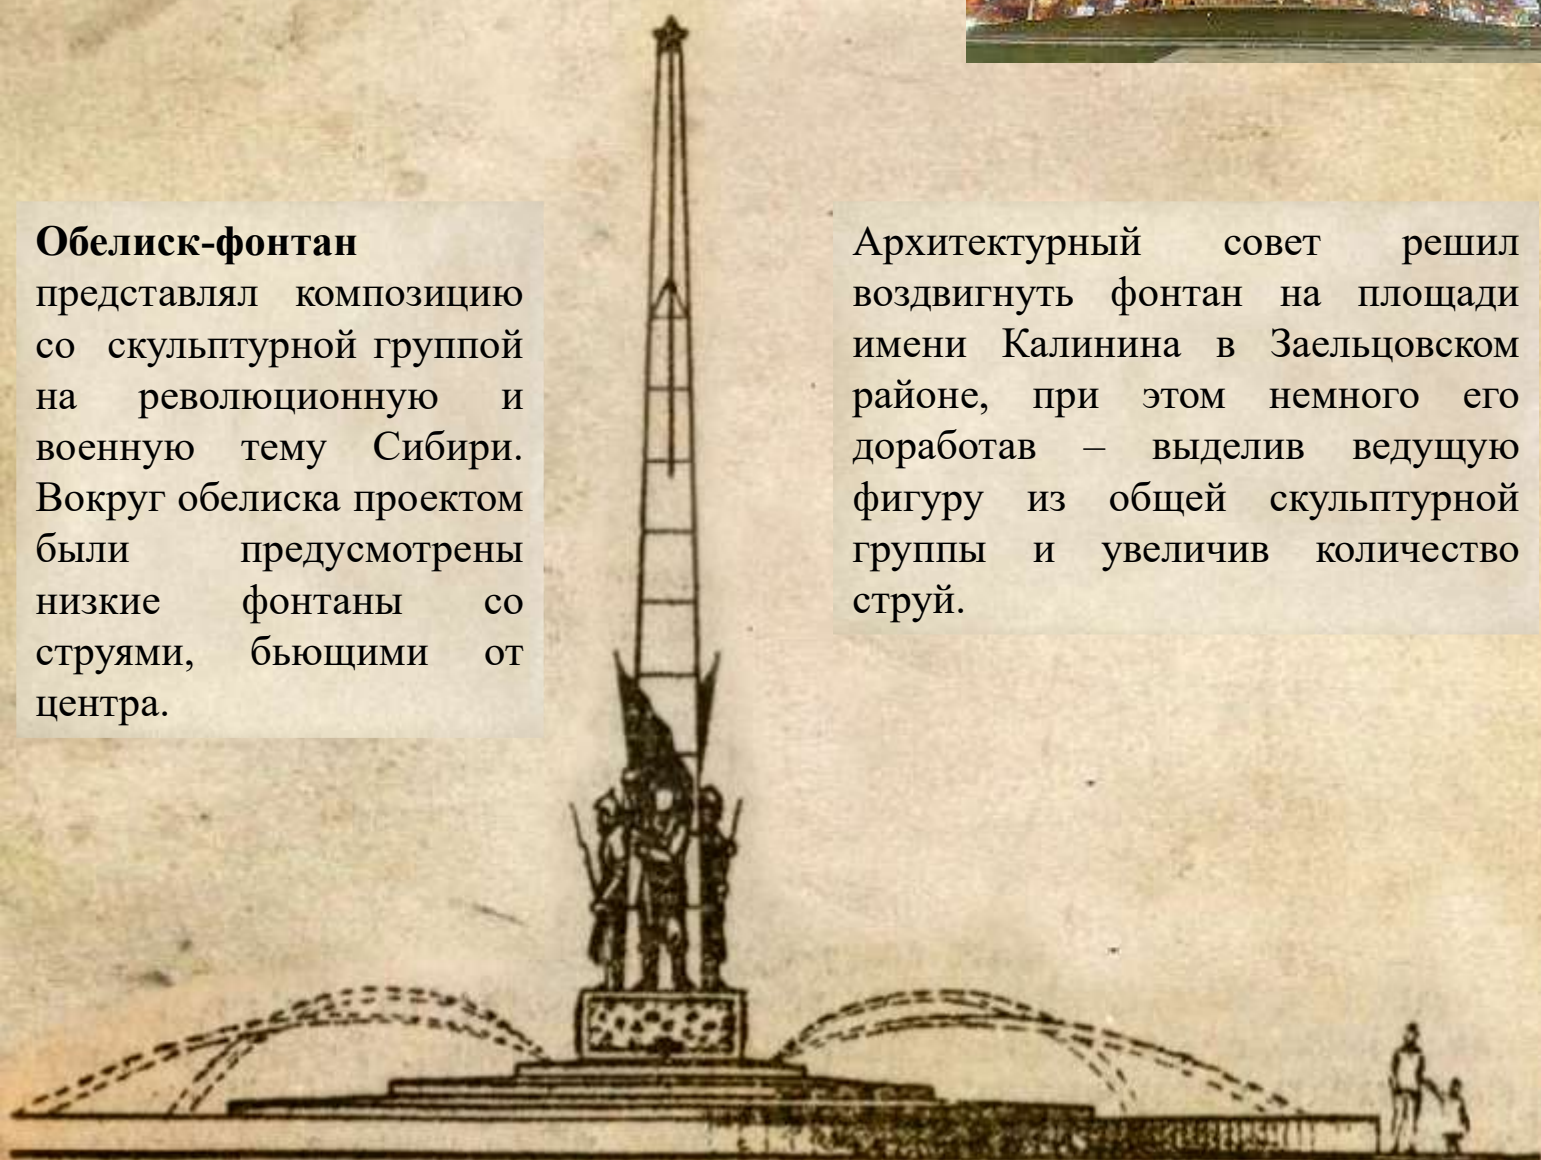 Обелиск-фонтан
представлял композицию
со скульптурной группой
на революционную и
военную тему Сибири.
Вокруг обелиска проектом
были предусмотрены
низкие фонтаны со
струями, бьющими от
центра.
Архитектурный совет решил
воздвигнуть фонтан на площади
имени Калинина в Заельцовском
районе, при этом немного его
доработав – выделив ведущую
фигуру из общей скульптурной
группы и увеличив количество
струй.